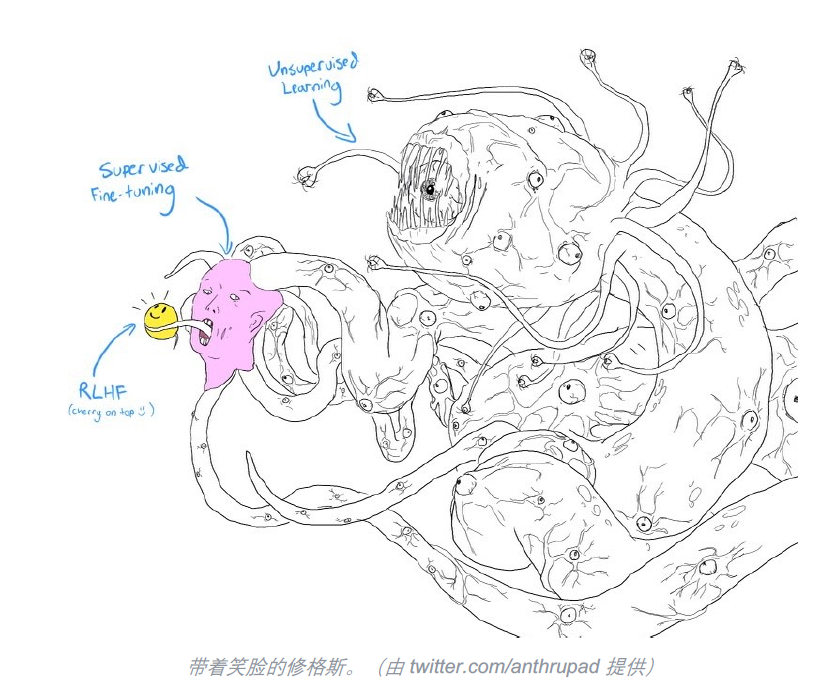 Unsupervised
Learning
Supervised
Fine-tuning
RLHF
(cherry on top :))
带着笑脸的修格斯。（由 twitter.com/anthrupad 提供）